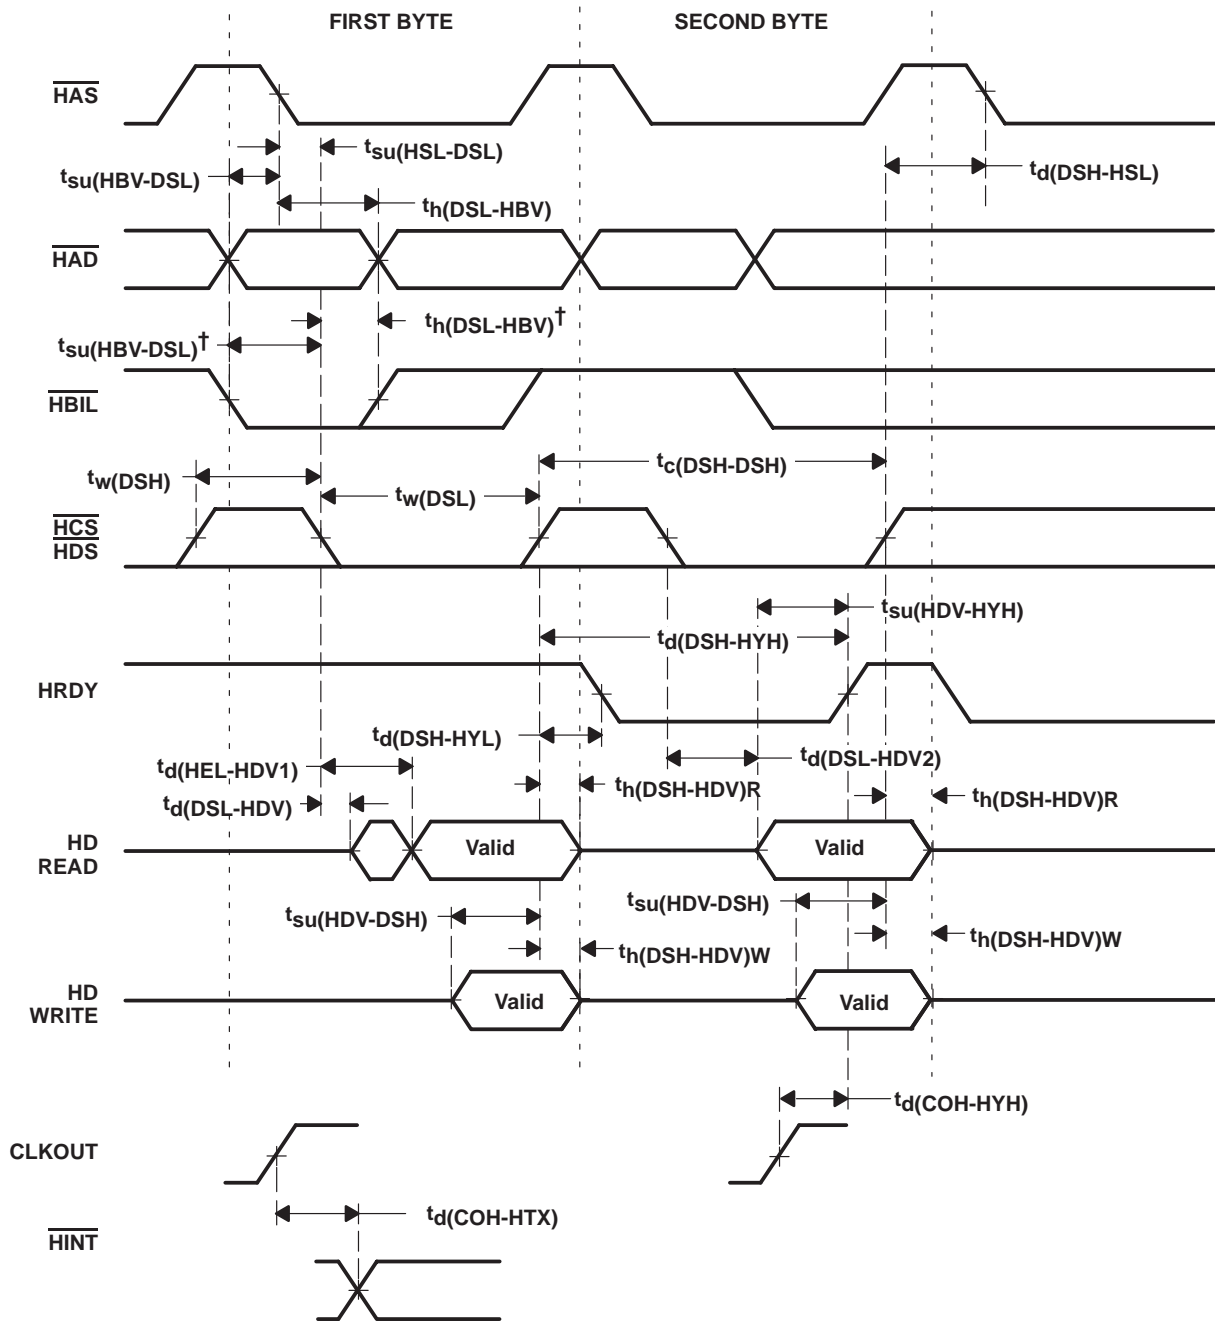 FIRST BYTE SECOND BYTE
HAS
tsu(HSL-DSL)
tsu(HBV-DSL)
td(DSH-HSL)
th(DSL-HBV)
HAD
th(DSL-HBV)†
tsu(HBV-DSL)†
HBIL
tc(DSH-DSH)
tw(DSH)
tw(DSL)
HCS
HDS
tsu(HDV-HYH)
td(DSH-HYH)
HRDY
td(DSH-HYL)
td(DSL-HDV2)
td(HEL-HDV1)
th(DSH-HDV)R
th(DSH-HDV)R
td(DSL-HDV)
HD
READ
Valid Valid
tsu(HDV-DSH) tsu(HDV-DSH)
th(DSH-HDV)W th(DSH-HDV)W
HD
WRITE
Valid Valid
td(COH-HYH)
CLKOUT
td(COH-HTX)
HINT